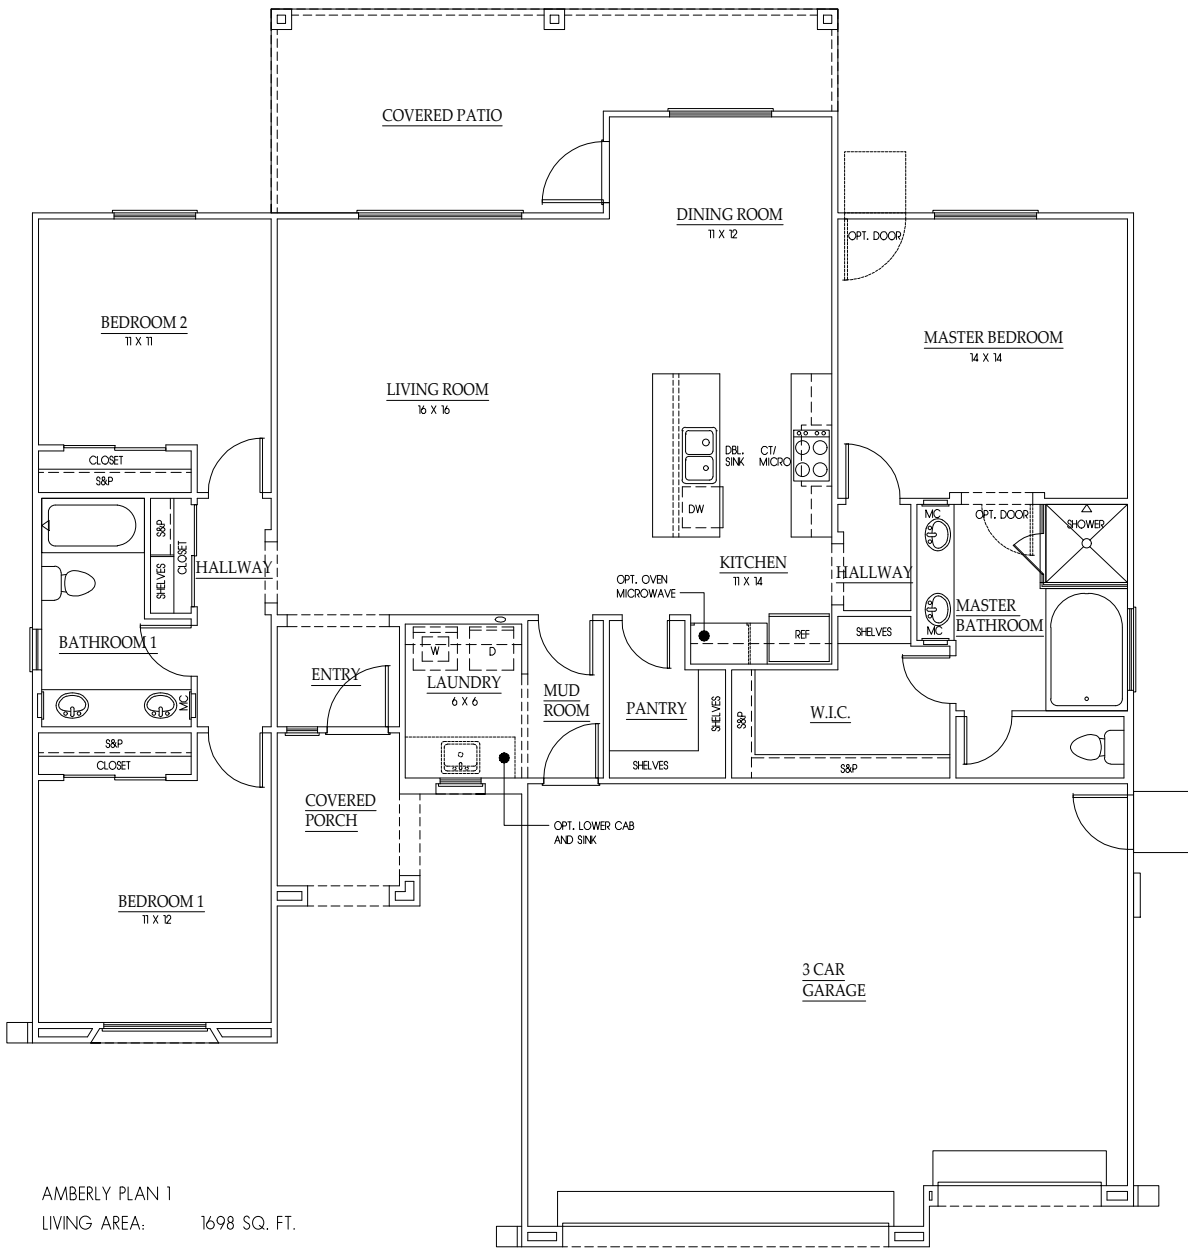 COVERED PATIO
DINING ROOM
11 X 12
OPT. DOOR
BEDROOM 2
11 X 11
MASTER BEDROOM
14 X 14
LIVING ROOM
16 X 16
CLOSET
S&P
DBL.
SINK
CT/
MICRO
DW
S&P
CLOSET
SHELVES
HALLWAY
MC
OPT. DOOR
SHOWER
KITCHEN
11 X 14
HALLWAY
OPT. OVEN
MICROWAVE
MASTER
BATHROOM
MC
BATHROOM 1
REF
SHELVES
W
D
ENTRY
LAUNDRY
6 X 6
MUD
ROOM
PANTRY
SHELVES
S&P
W.I.C.
MC
S&P
CLOSET
SHELVES
S&P
COVERED
PORCH
OPT. LOWER CAB
AND SINK
BEDROOM 1
11 X 12
3 CAR
GARAGE
AMBERLY PLAN 1
LIVING AREA: 1698 SQ. FT.